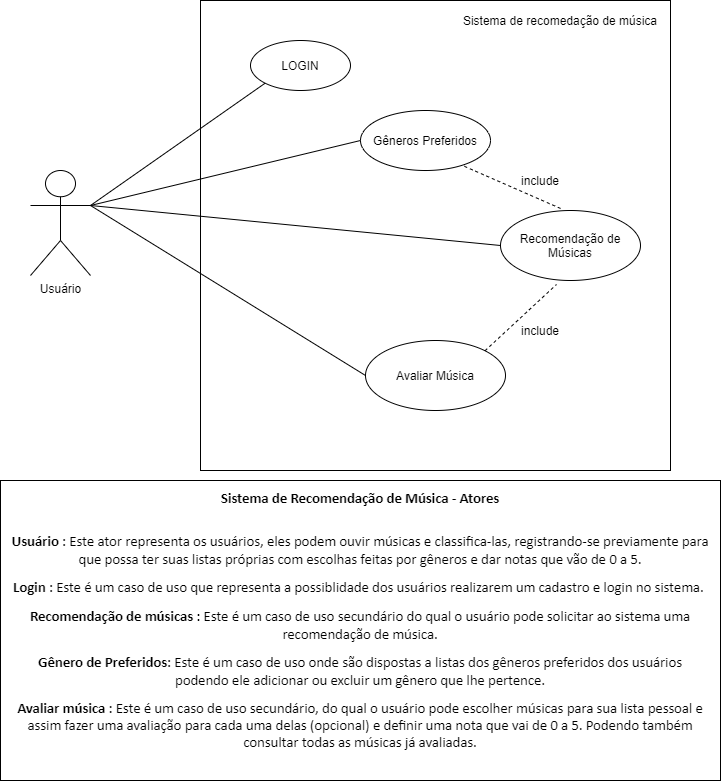 Sistema de recomedação de música
LOGIN
Gêneros Preferidos
include
Recomendação de
Músicas
Usuário
include
Avaliar Música
Sistema de Recomendação de Música - Atores
Usuário : Este ator representa os usuários, eles podem ouvir músicas e classifica-las, registrando-se previamente para
que possa ter suas listas próprias com escolhas feitas por gêneros e dar notas que vão de 0 a 5.
Login : Este é um caso de uso que representa a possiblidade dos usuários realizarem um cadastro e login no sistema.
Recomendação de músicas : Este é um caso de uso secundário do qual o usuário pode solicitar ao sistema uma
recomendação de música.
Gênero de Preferidos: Este é um caso de uso onde são dispostas a listas dos gêneros preferidos dos usuários
podendo ele adicionar ou excluir um gênero que lhe pertence.
Avaliar música : Este é um caso de uso secundário, do qual o usuário pode escolher músicas para sua lista pessoal e
assim fazer uma avaliação para cada uma delas (opcional) e definir uma nota que vai de 0 a 5. Podendo também
consultar todas as músicas já avaliadas.